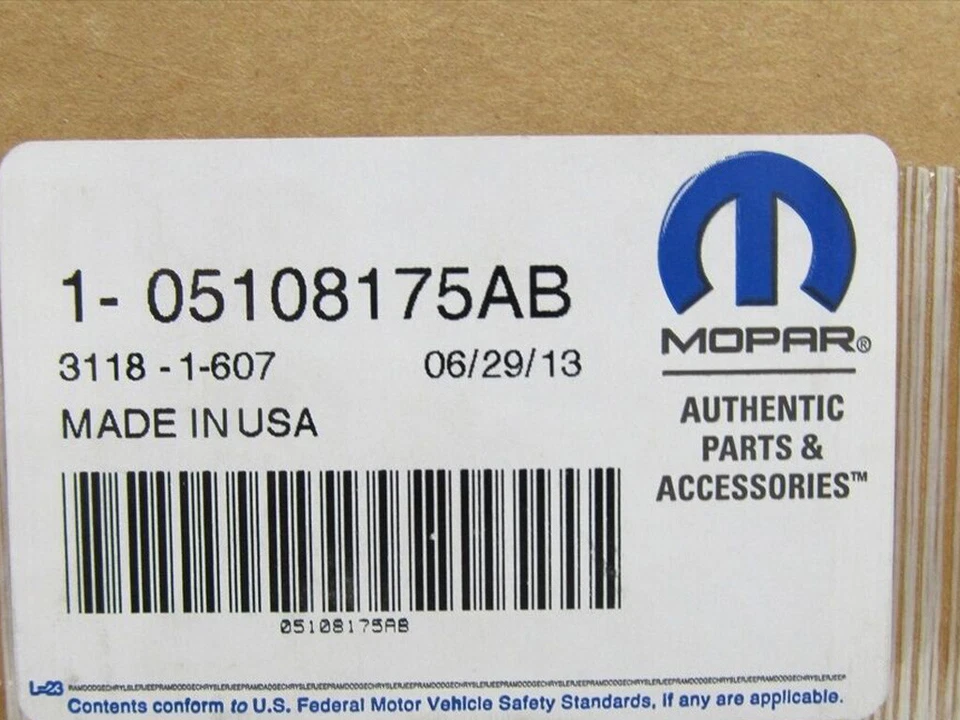 1- 05108175AB
3118 - 1-607 06/29/13
MADE IN USA
05108175AB
MOPAR®
AUTHENTIC
PARTS &
ACCESSORIES™
L-23
Contents conform to U.S. Federal Motor Vehicle Safety Standards, if any are applicable.